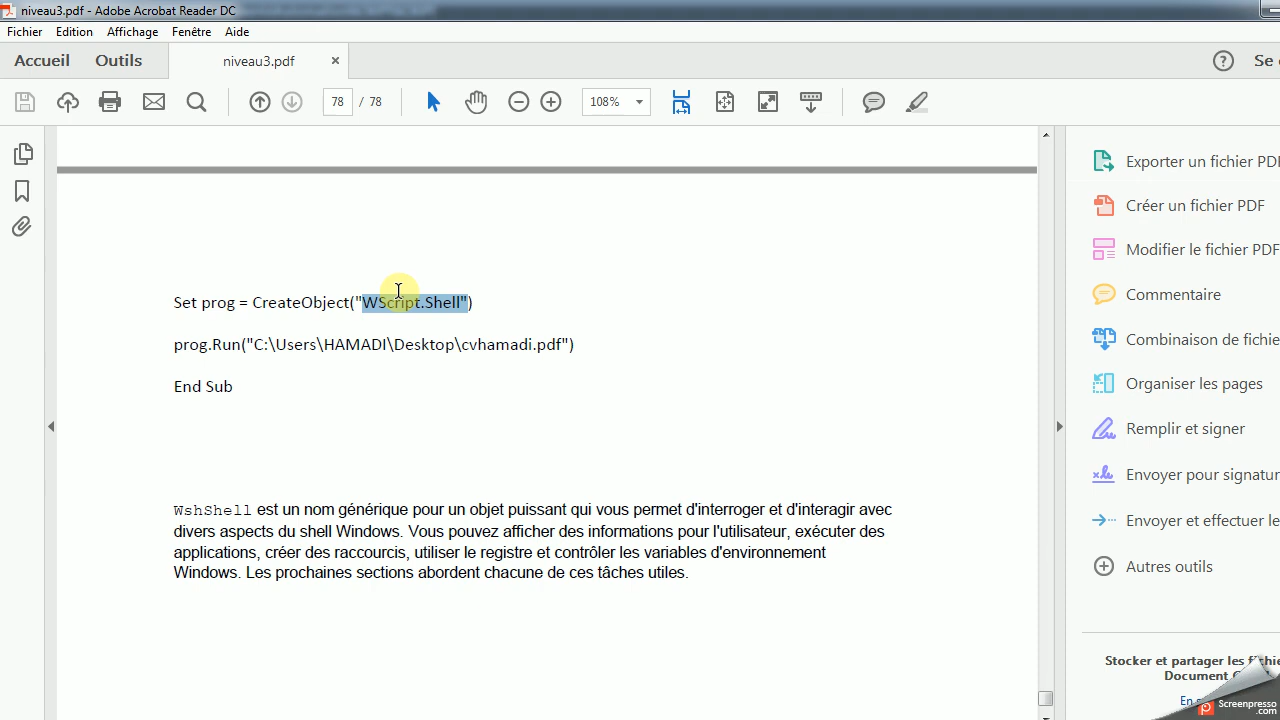 niveau3.pdf - Adobe Acrobat Reader DC
Fichier Edition Affichage Fenêtre Aide
Accueil Outils niveau3.pdf × ? Se
78 / 78 108%
Exporter un fichier PDF
Créer un fichier PDF
Modifier le fichier PDF
Commentaire
Combinaison de fichie
Organiser les pages
Remplir et signer
Envoyer pour signatur
Envoyer et effectuer le
Autres outils
Set prog = CreateObject("WScript.Shell")
prog.Run("C:\Users\HAMADI\Desktop\cvhamadi.pdf")
End Sub
WshShell est un nom générique pour un objet puissant qui vous permet d'interroger et d'interagir avec
divers aspects du shell Windows. Vous pouvez afficher des informations pour l'utilisateur, exécuter des
applications, créer des raccourcis, utiliser le registre et contrôler les variables d'environnement
Windows. Les prochaines sections abordent chacune de ces tâches utiles.
Stocker et partager les
Document
Screenpresso
.com